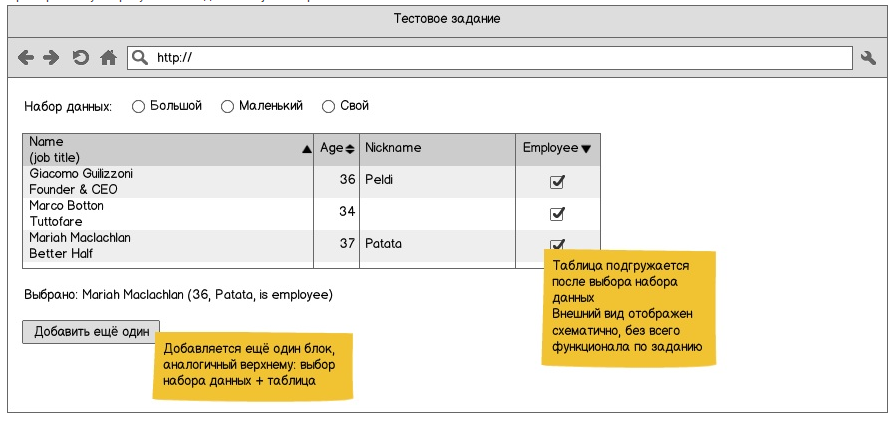 Тестовое задание
http://
Набор данных: Большой Маленький Свой
Name
(job title)
Age Nickname Employee
Giacomo Guilizzoni
Founder & CEO
36 Peldi
Marco Botton
Tuttofare
34
Mariah Maclachlan
Better Half
37 Patata
Таблица подгружается
после выбора набора
данных
Внешний вид отображен
схематично, без всего
функционала по заданию
Выбрано: Mariah Maclachlan (36, Patata, is employee)
Добавить ещё один
Добавляется ещё один блок,
аналогичный верхнему: выбор
набора данных + таблица